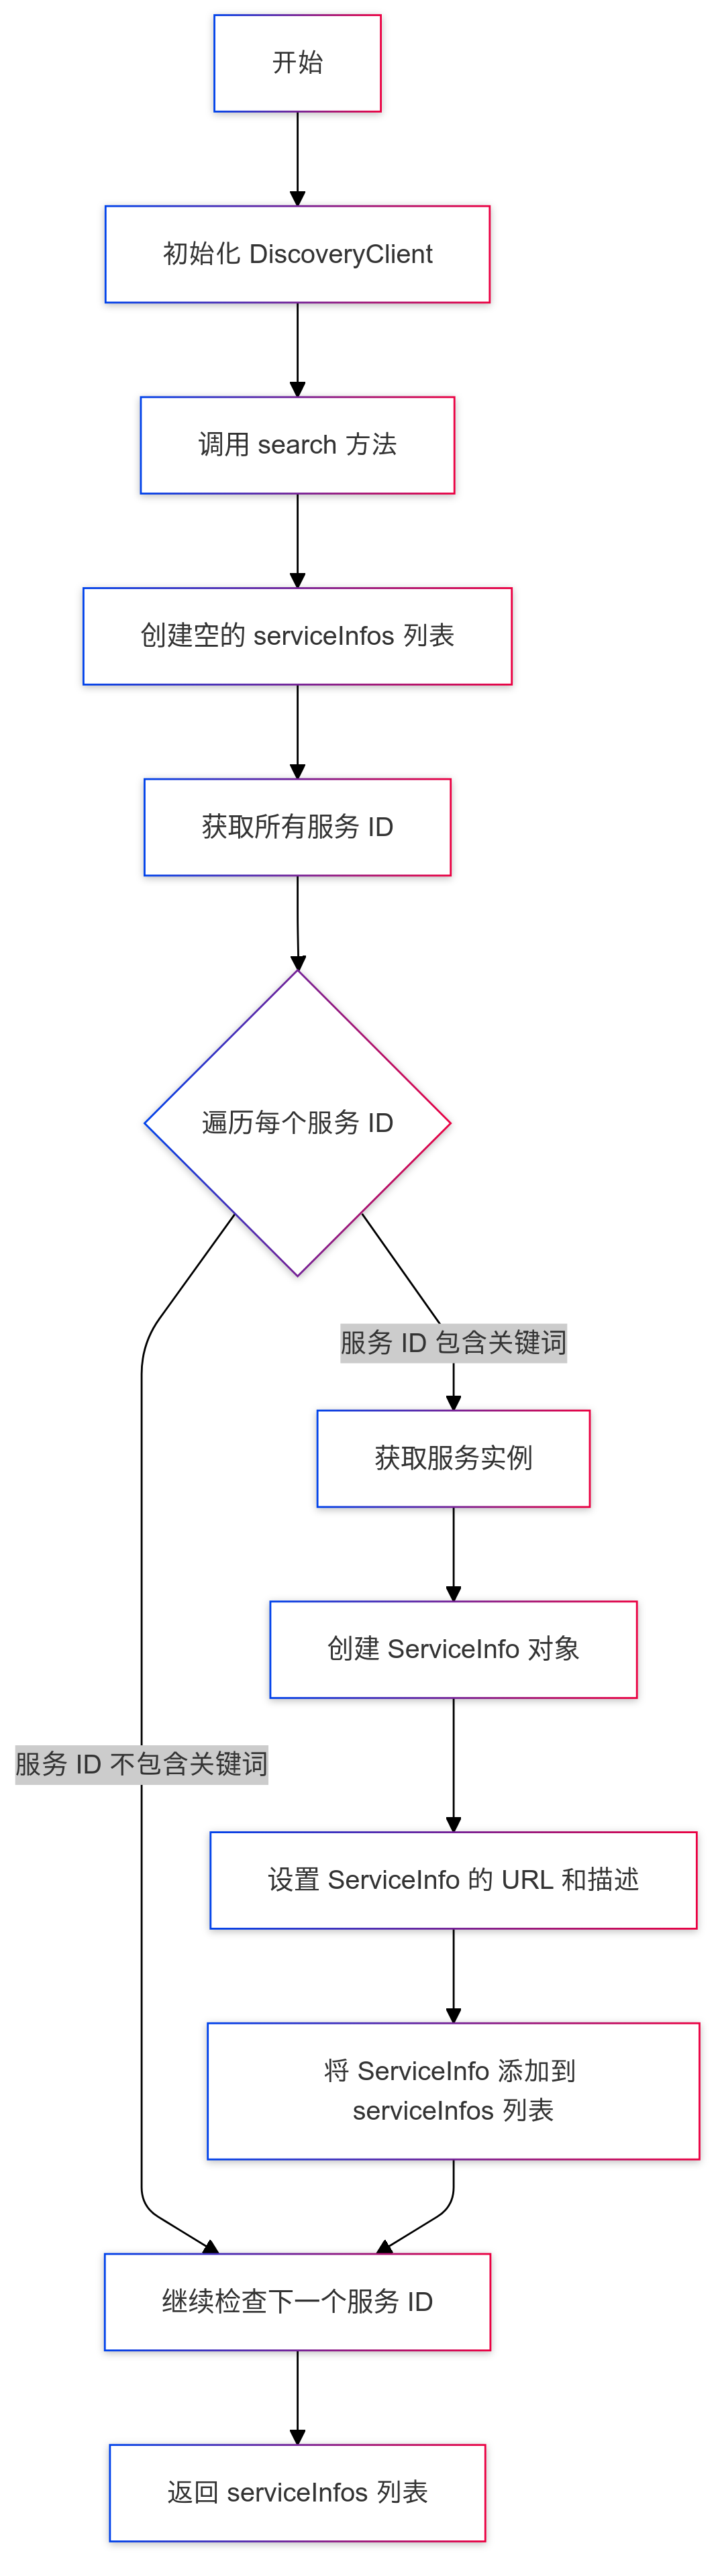 开始
初始化 DiscoveryClient
调用 search 方法
创建空的 serviceInfos 列表
获取所有服务 ID
遍历每个服务 ID
服务 ID 包含关键词
获取服务实例
创建 ServiceInfo 对象
服务 ID 不包含关键词
设置 ServiceInfo 的 URL 和描述
将 ServiceInfo 添加到
serviceInfos 列表
继续检查下一个服务 ID
返回 serviceInfos 列表